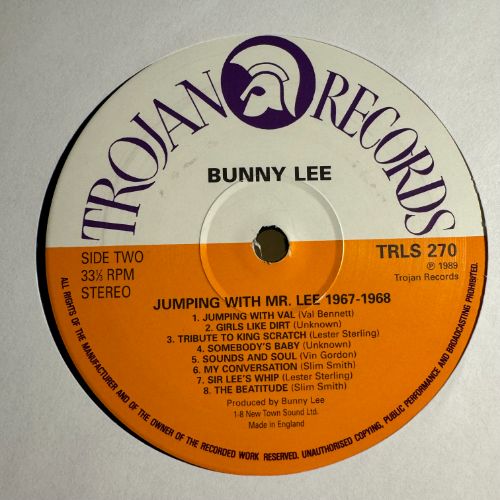 TROJAN RECORDS
BUNNY LEE
SIDE TWO
33⅓ RPM
STEREO
TRLS 270
℗ 1989
Trojan Records
JUMPING WITH MR. LEE 1967-1968
1. JUMPING WITH VAL (Val Bennett)
2. GIRLS LIKE DIRT (Unknown)
3. TRIBUTE TO KING SCRATCH (Lester Sterling)
4. SOMEBODY'S BABY (Unknown)
5. SOUNDS AND SOUL (Vin Gordon)
6. MY CONVERSATION (Slim Smith)
7. SIR LEE'S WHIP (Lester Sterling)
8. THE BEATITUDE (Slim Smith)
Produced by Bunny Lee
1-8 New Town Sound Ltd.
Made in England
ALL RIGHTS OF THE MANUFACTURER AND OF THE OWNER OF THE RECORDED WORK RESERVED. UNAUTHORISED COPYING, PUBLIC PERFORMANCE AND BROADCASTING PROHIBITED.